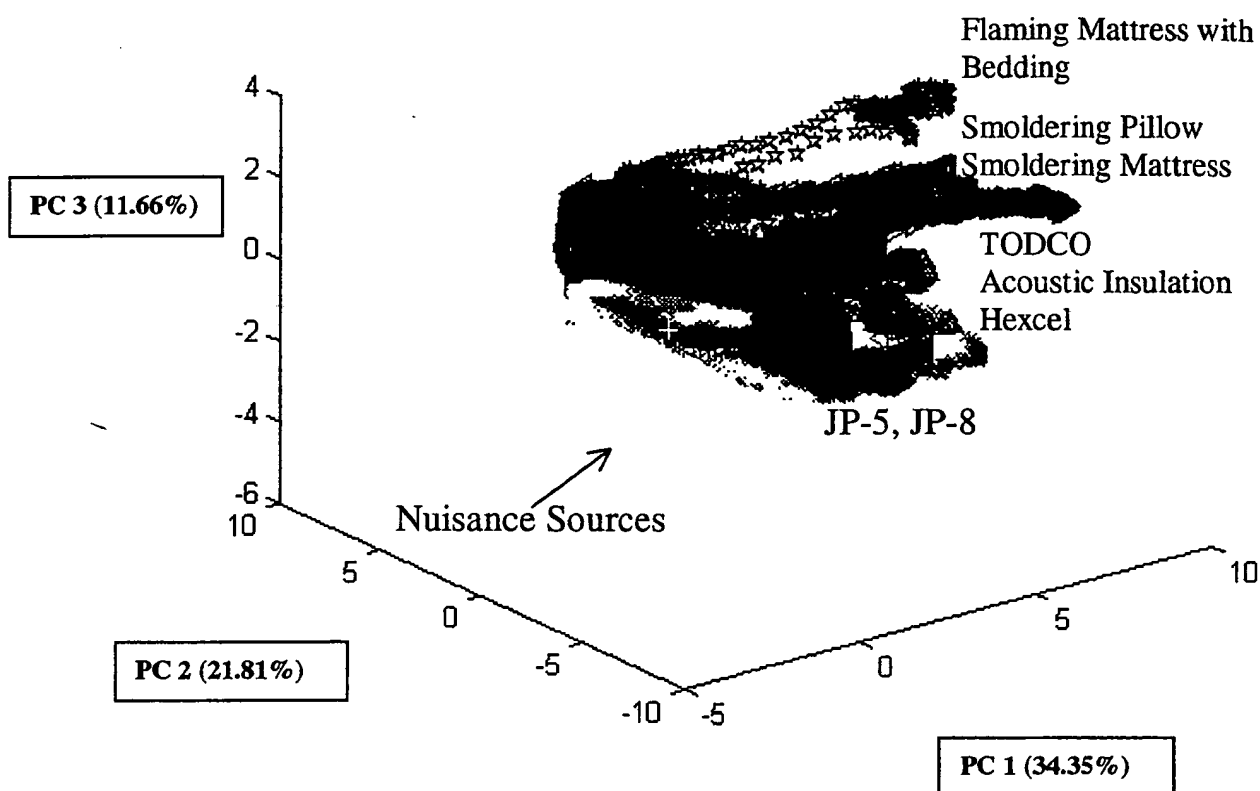 Flaming Mattress with
Bedding
Smoldering Pillow
Smoldering Mattress
TODCO
Acoustic Insulation
Hexcel
JP-5, JP-8
Nuisance Sources
PC 3 (11.66%)
4
2
0
-2
-4
-6
10
5
0
-5
-10
PC 2 (21.81%)
-5
0
5
10
PC 1 (34.35%)